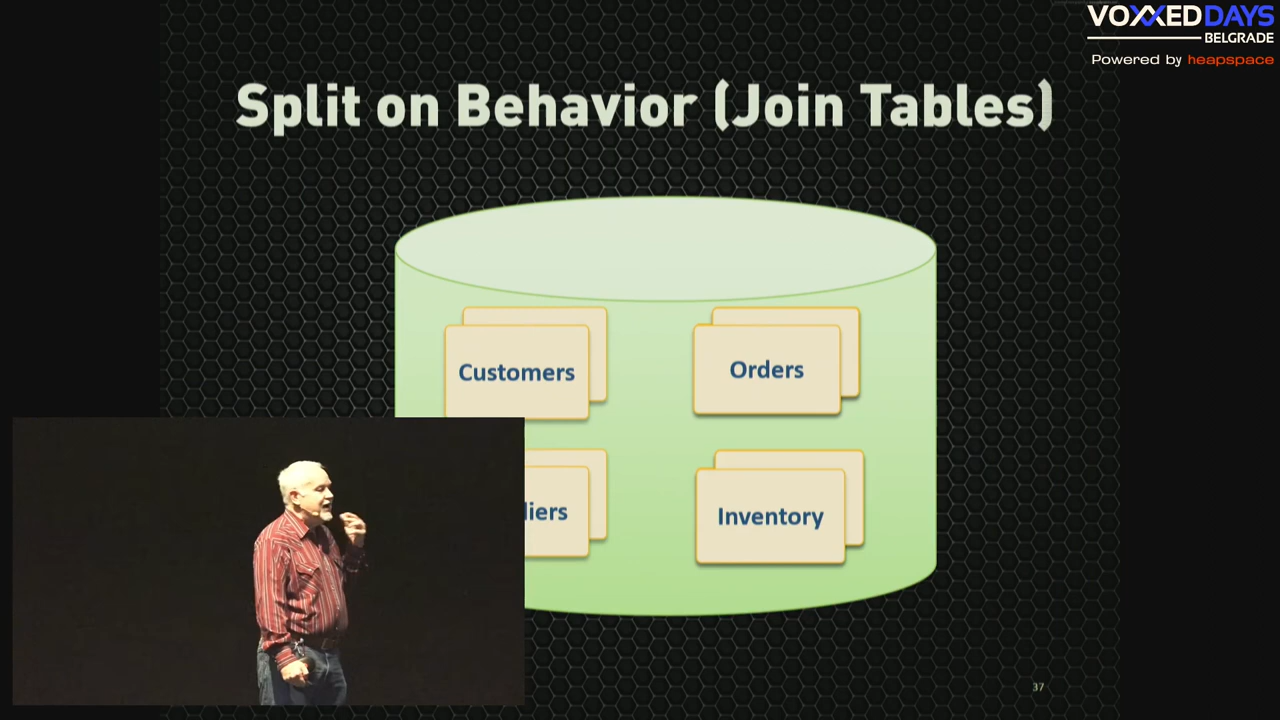 VOXXED DAYS
BELGRADE
Powered by heapspace
Split on Behavior (Join Tables)
Customers
Orders
liers
Inventory
37